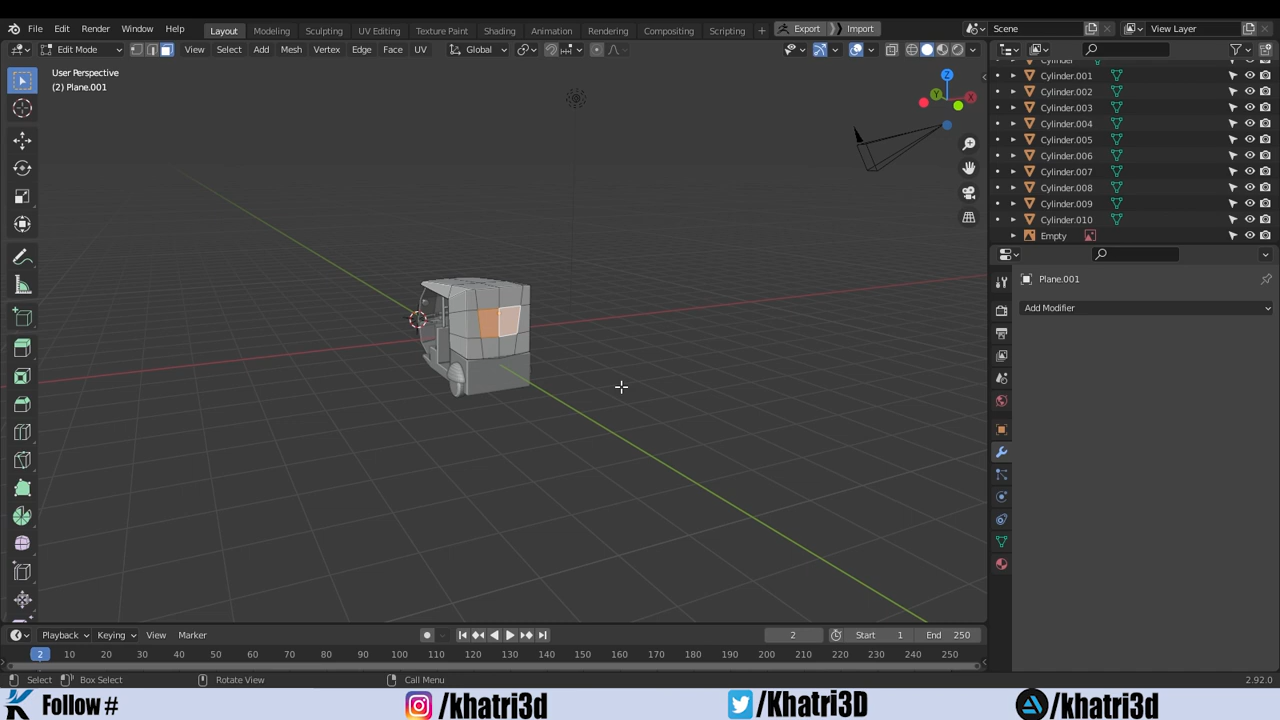 File Edit Render Window Help Layout Modeling Sculpting UV Editing Texture Paint Shading Animation Rendering Compositing Scripting + Export Import Scene View Layer
Edit Mode View Select Add Mesh Vertex Edge Face UV Global
User Perspective
(2) Plane.001
Z
Y
X
Cylinder
Cylinder.001
Cylinder.002
Cylinder.003
Cylinder.004
Cylinder.005
Cylinder.006
Cylinder.007
Cylinder.008
Cylinder.009
Cylinder.010
Empty
Plane.001
Add Modifier
Playback Keying View Marker 2 Start 1 End 250
2 10 20 30 40 50 60 70 80 90 100 110 120 130 140 150 160 170 180 190 200 210 220 230 240 250
Select Box Select Rotate View Call Menu 2.92.0
Follow # /khatri3d /Khatri3D /khatri3d